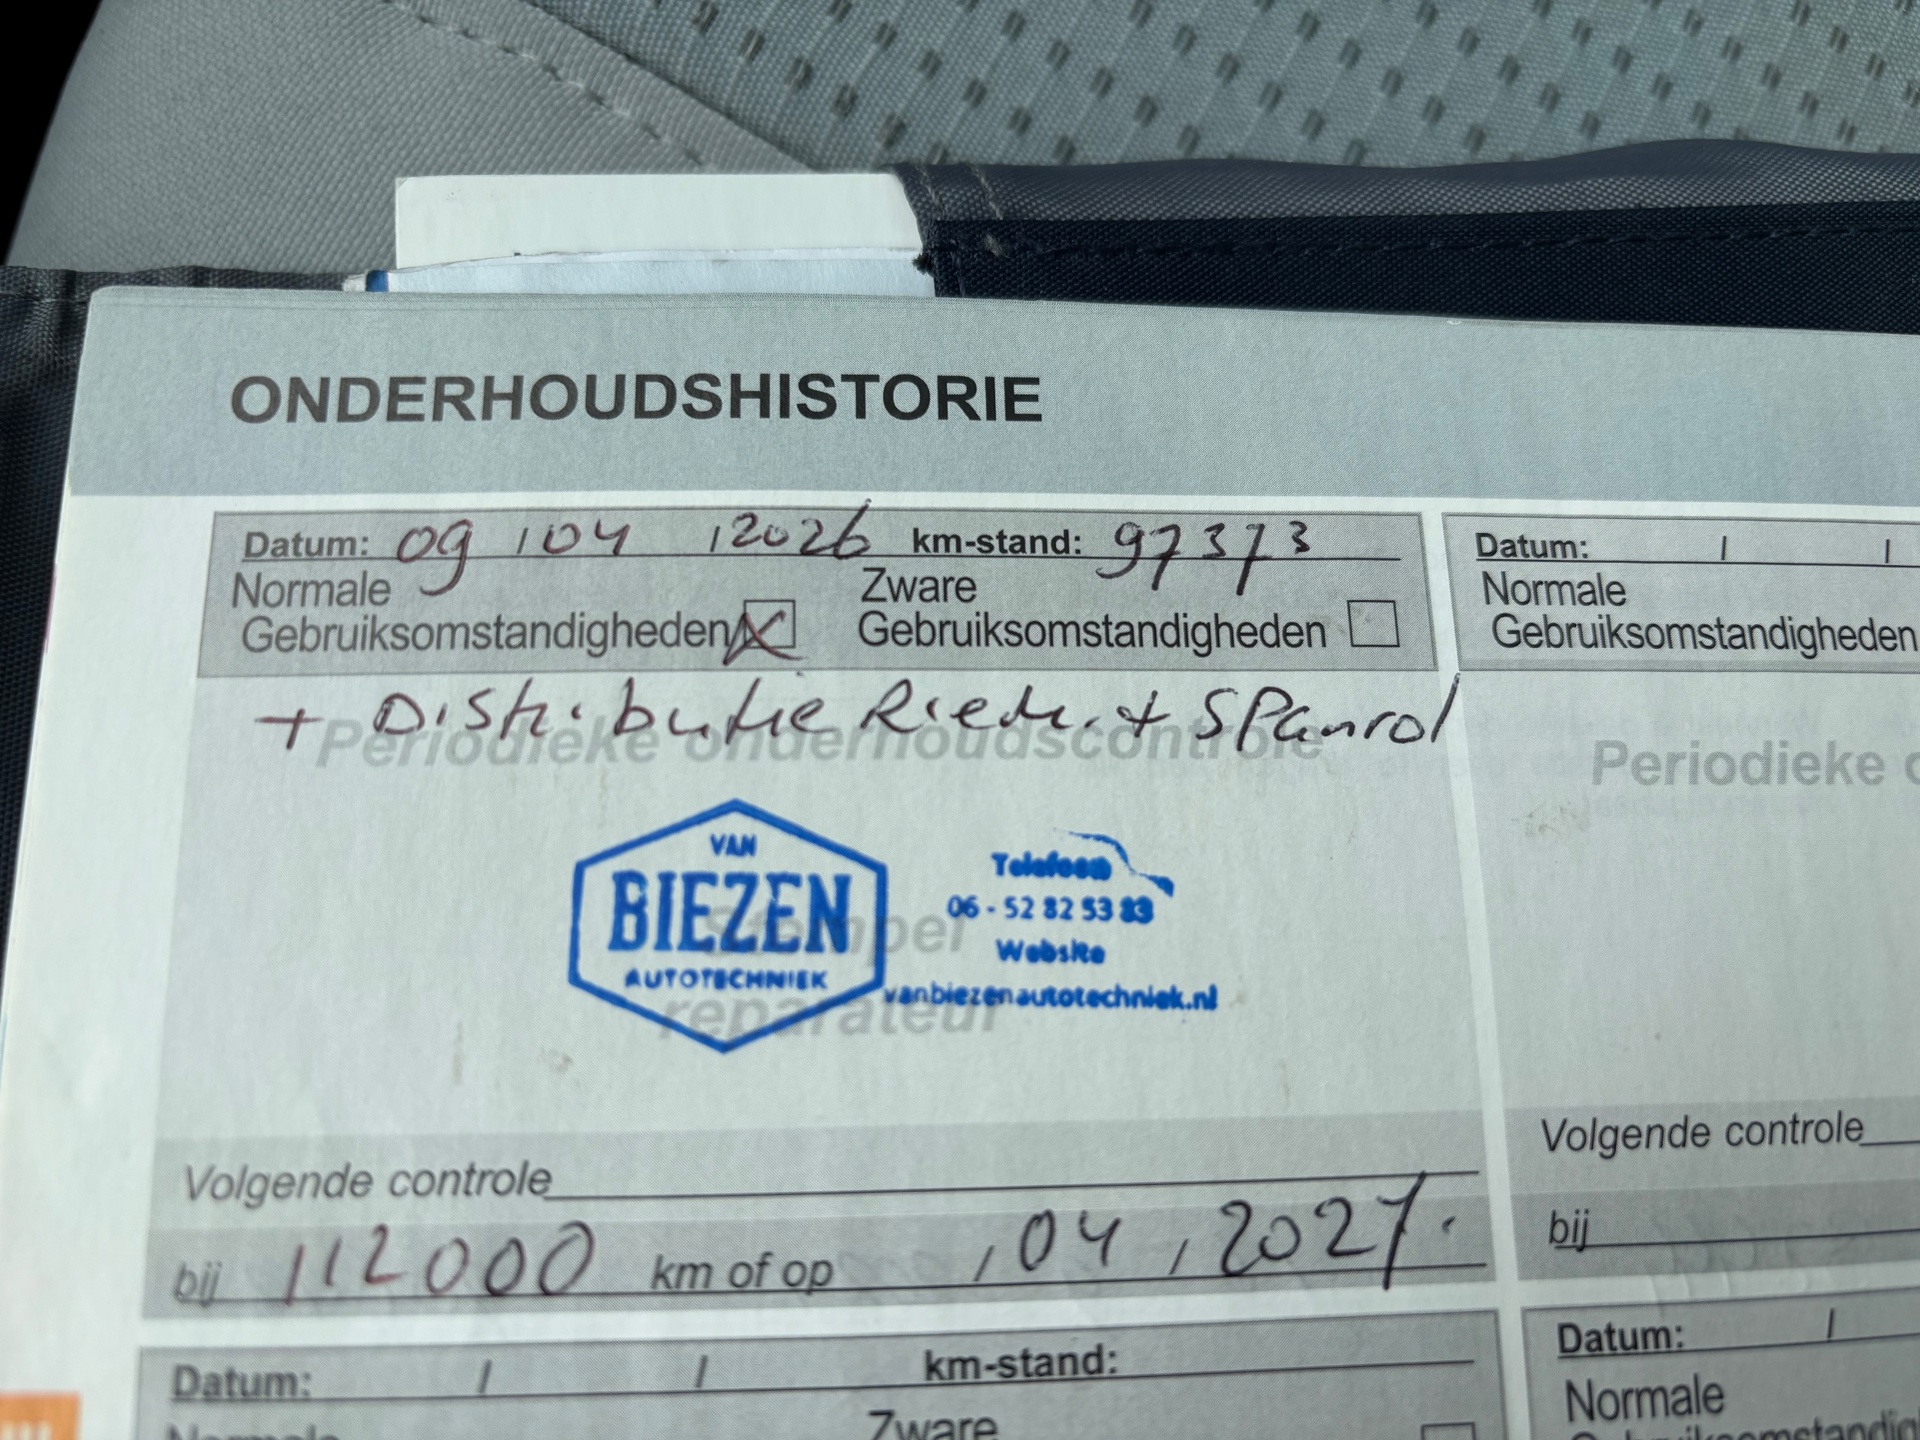 ONDERHOUDSHISTORIE
Datum: 09 / 04 / 2026 km-stand: 97373
Normale Zware
Gebruiksomstandigheden Gebruiksomstandigheden
+ Distributie Riem. + SPanrol
Periodieke onderhoudscontrole
VAN
BIEZEN
AUTOTECHNIEK
Telefoon
06 - 52 82 53 83
Website
vanbiezenautotechniek.nl
Stempel
reparateur
Volgende controle
bij 112000 km of op / 04 / 2027.
Datum: / / km-stand:
Normale Zware
Datum: / /
Normale
Gebruiksomstandigheden
Periodieke
Volgende controle
bij
Datum: /
Normale